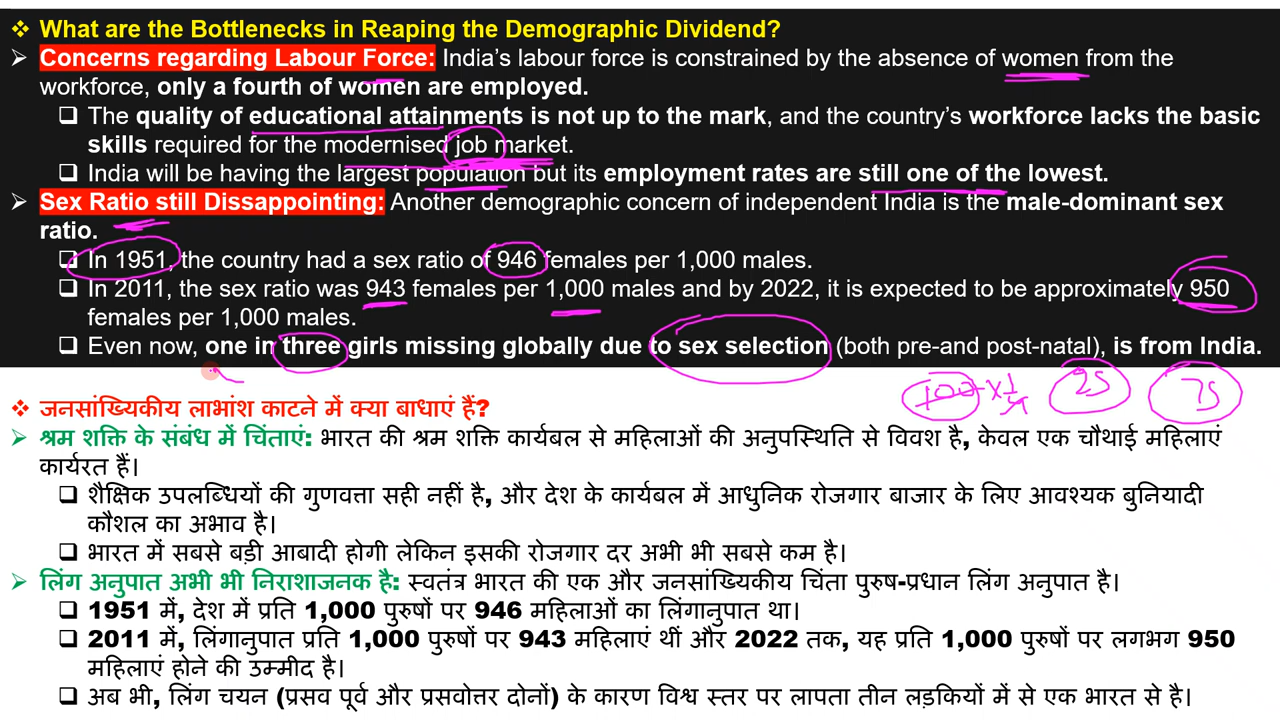 ❖ What are the Bottlenecks in Reaping the Demographic Dividend?
➢ Concerns regarding Labour Force: India's labour force is constrained by the absence of women from the
workforce, only a fourth of women are employed.
❑ The quality of educational attainments is not up to the mark, and the country's workforce lacks the basic
skills required for the modernised job market.
❑ India will be having the largest population but its employment rates are still one of the lowest.
➢ Sex Ratio still Dissappointing: Another demographic concern of independent India is the male-dominant sex
ratio.
❑ In 1951, the country had a sex ratio of 946 females per 1,000 males.
❑ In 2011, the sex ratio was 943 females per 1,000 males and by 2022, it is expected to be approximately 950
females per 1,000 males.
❑ Even now, one in three girls missing globally due to sex selection (both pre-and post-natal), is from India.
100 × 1/4 25 75
❖ जनसांख्यिकीय लाभांश काटने में क्या बाधाएं हैं?
➢ श्रम शक्ति के संबंध में चिंताएं: भारत की श्रम शक्ति कार्यबल से महिलाओं की अनुपस्थिति से विवश है, केवल एक चौथाई महिलाएं
कार्यरत हैं।
❑ शैक्षिक उपलब्धियों की गुणवत्ता सही नहीं है, और देश के कार्यबल में आधुनिक रोजगार बाजार के लिए आवश्यक बुनियादी
कौशल का अभाव है।
❑ भारत में सबसे बड़ी आबादी होगी लेकिन इसकी रोजगार दर अभी भी सबसे कम है।
➢ लिंग अनुपात अभी भी निराशाजनक है: स्वतंत्र भारत की एक और जनसांख्यिकीय चिंता पुरुष-प्रधान लिंग अनुपात है।
❑ 1951 में, देश में प्रति 1,000 पुरुषों पर 946 महिलाओं का लिंगानुपात था।
❑ 2011 में, लिंगानुपात प्रति 1,000 पुरुषों पर 943 महिलाएं थीं और 2022 तक, यह प्रति 1,000 पुरुषों पर लगभग 950
महिलाएं होने की उम्मीद है।
❑ अब भी, लिंग चयन (प्रसव पूर्व और प्रसवोत्तर दोनों) के कारण विश्व स्तर पर लापता तीन लड़कियों में से एक भारत से है।